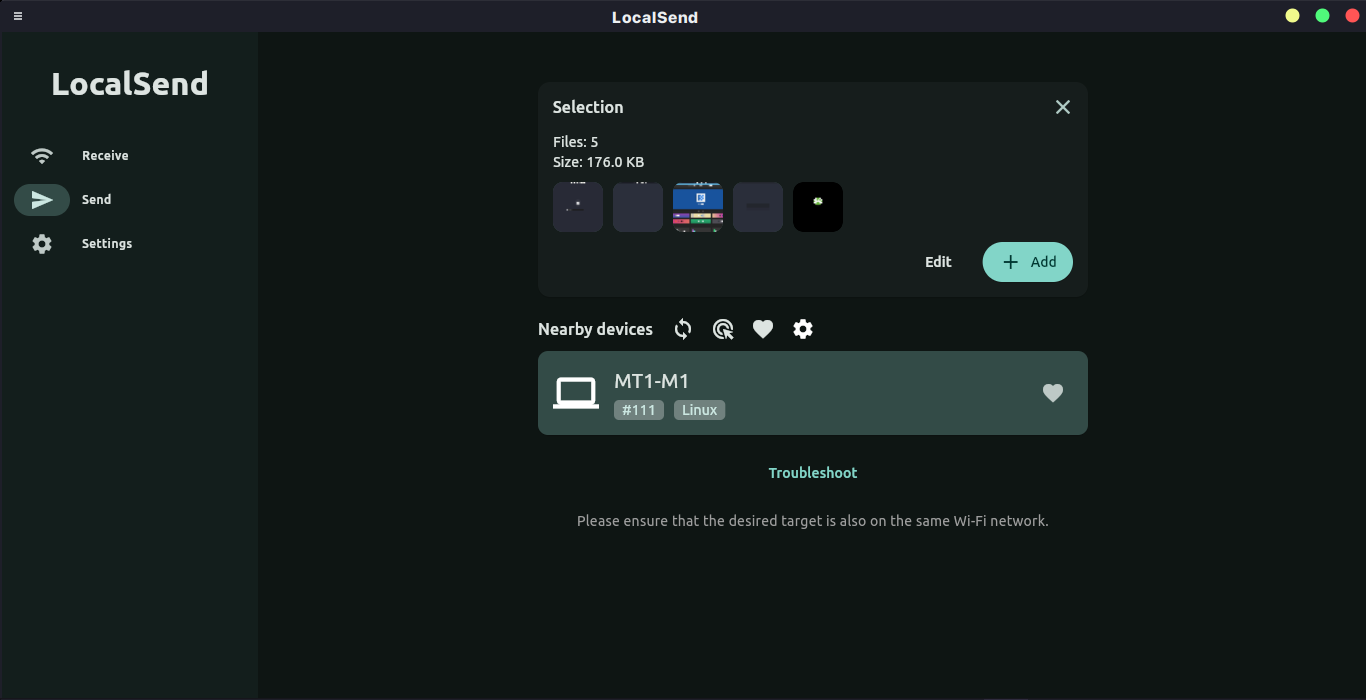 LocalSend
LocalSend
Receive
Send
Settings
Selection
Files: 5
Size: 176.0 KB
Edit
Add
Nearby devices
MT1-M1
#111 Linux
Troubleshoot
Please ensure that the desired target is also on the same Wi-Fi network.